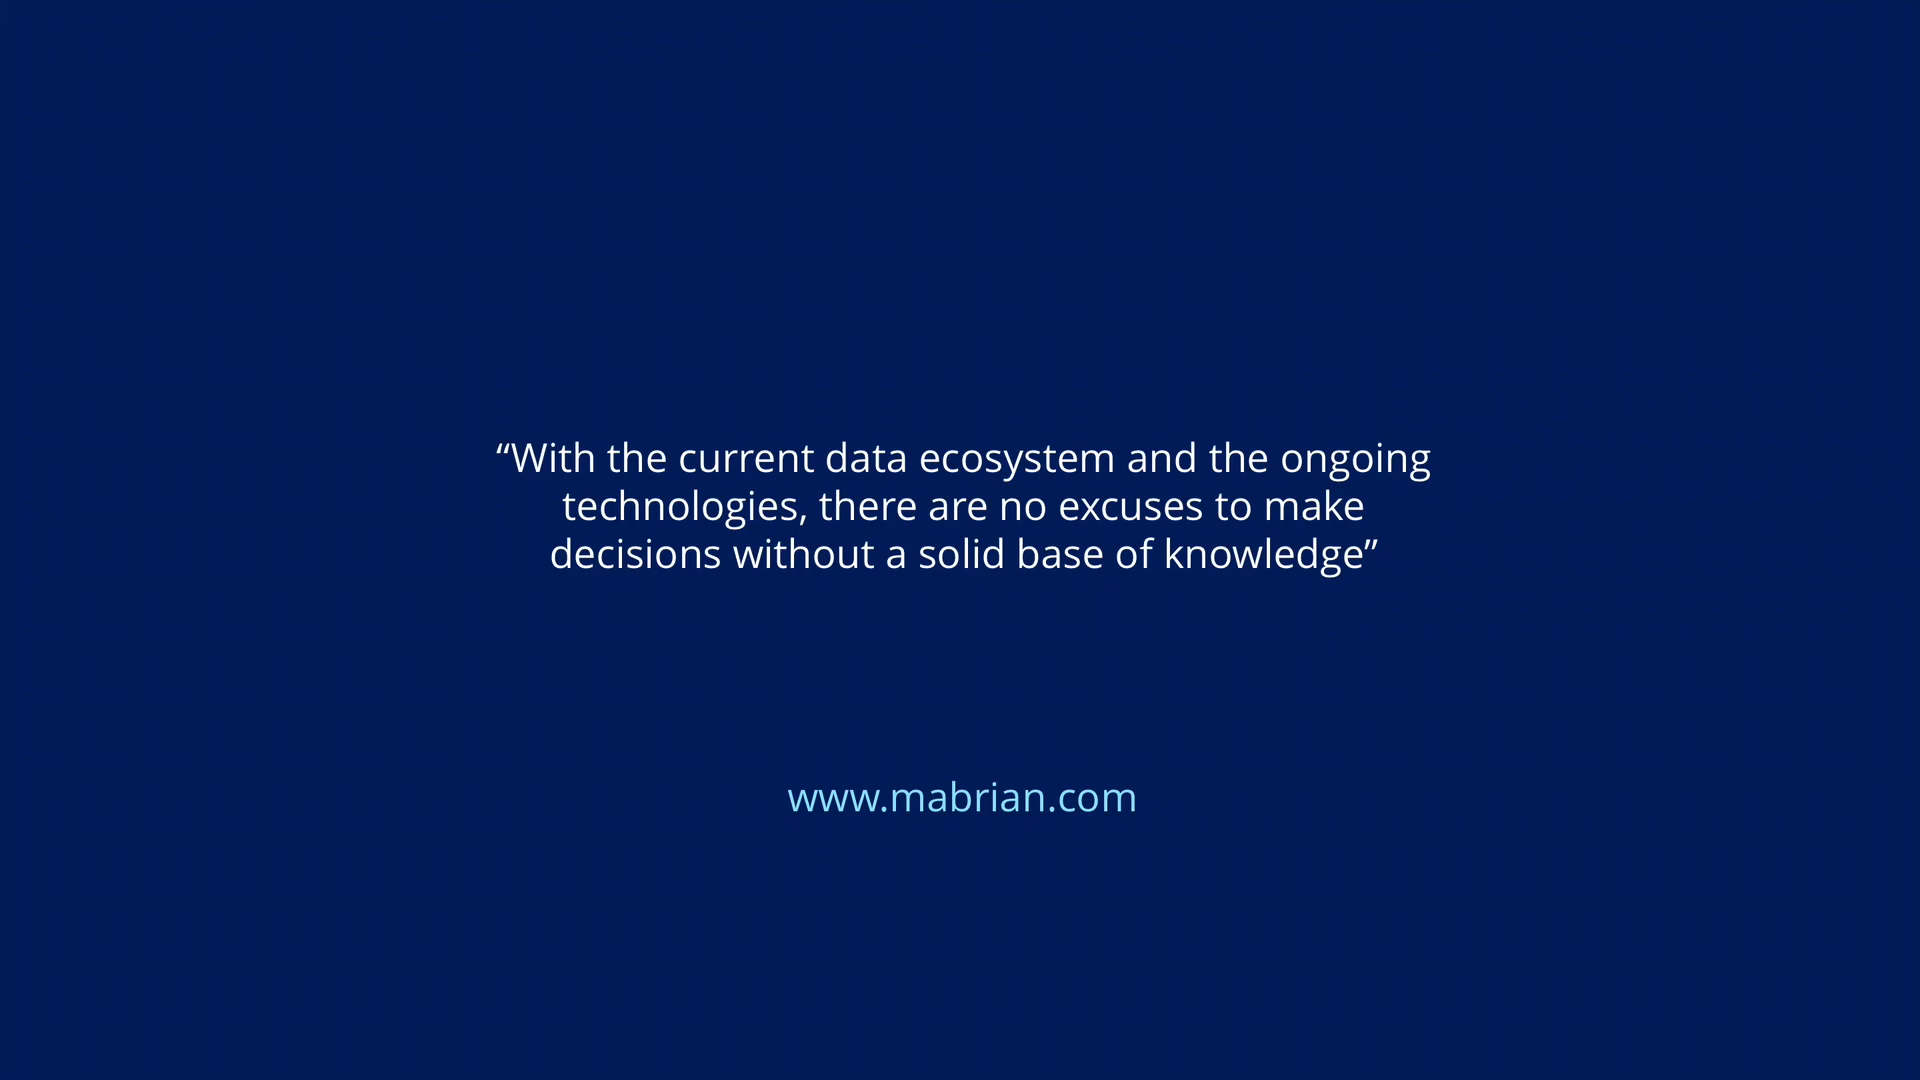 “With the current data ecosystem and the ongoing
technologies, there are no excuses to make
decisions without a solid base of knowledge”
www.mabrian.com